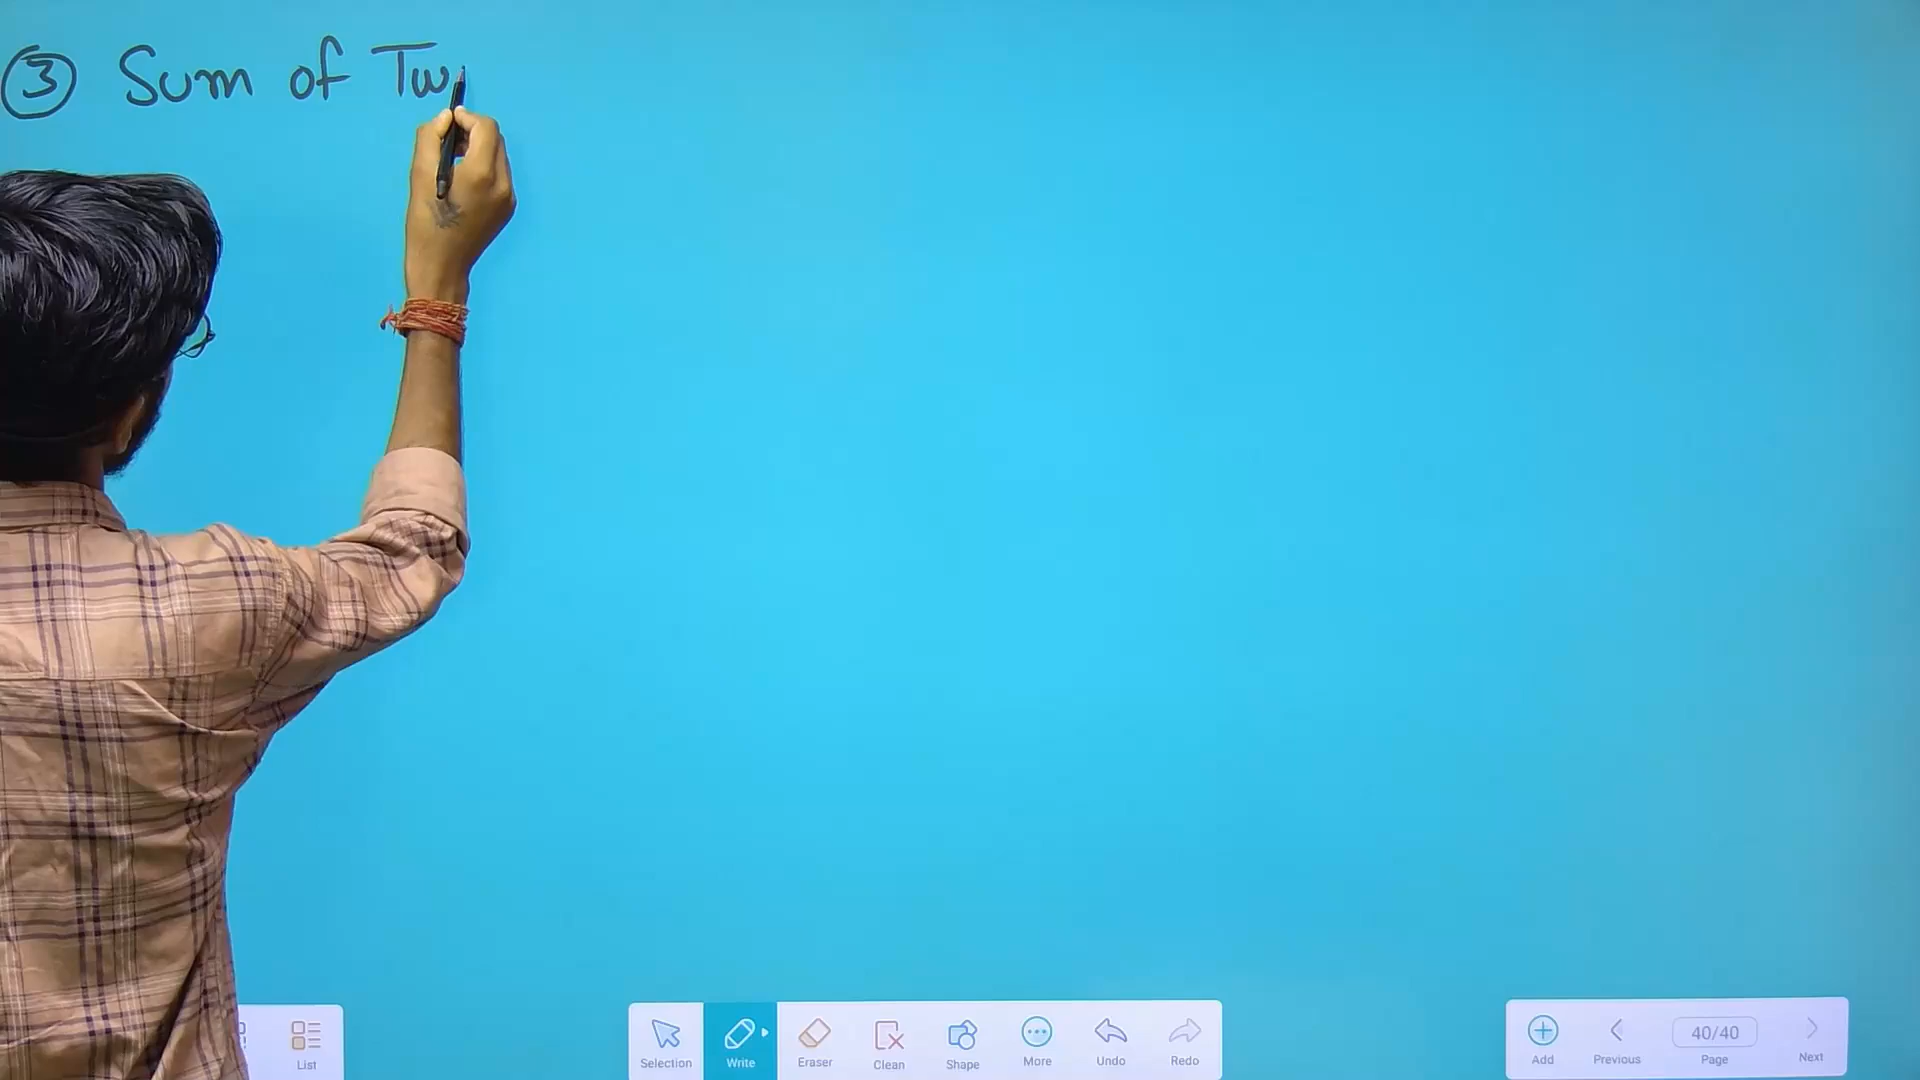 ③ Sum of Tw
List
Selection
Write
Eraser
Clean
Shape
More
Undo
Redo
Add
Previous
40/40
Page
Next